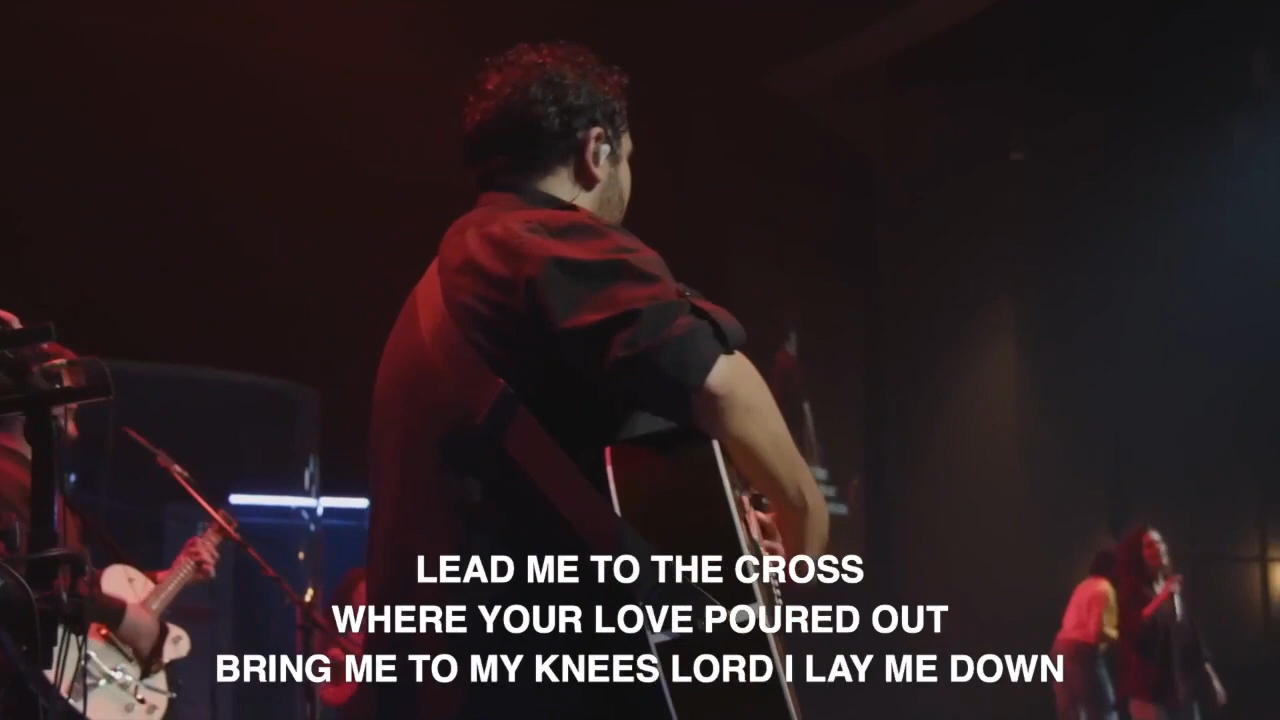 LEAD ME TO THE CROSS
WHERE YOUR LOVE POURED OUT
BRING ME TO MY KNEES LORD I LAY ME DOWN